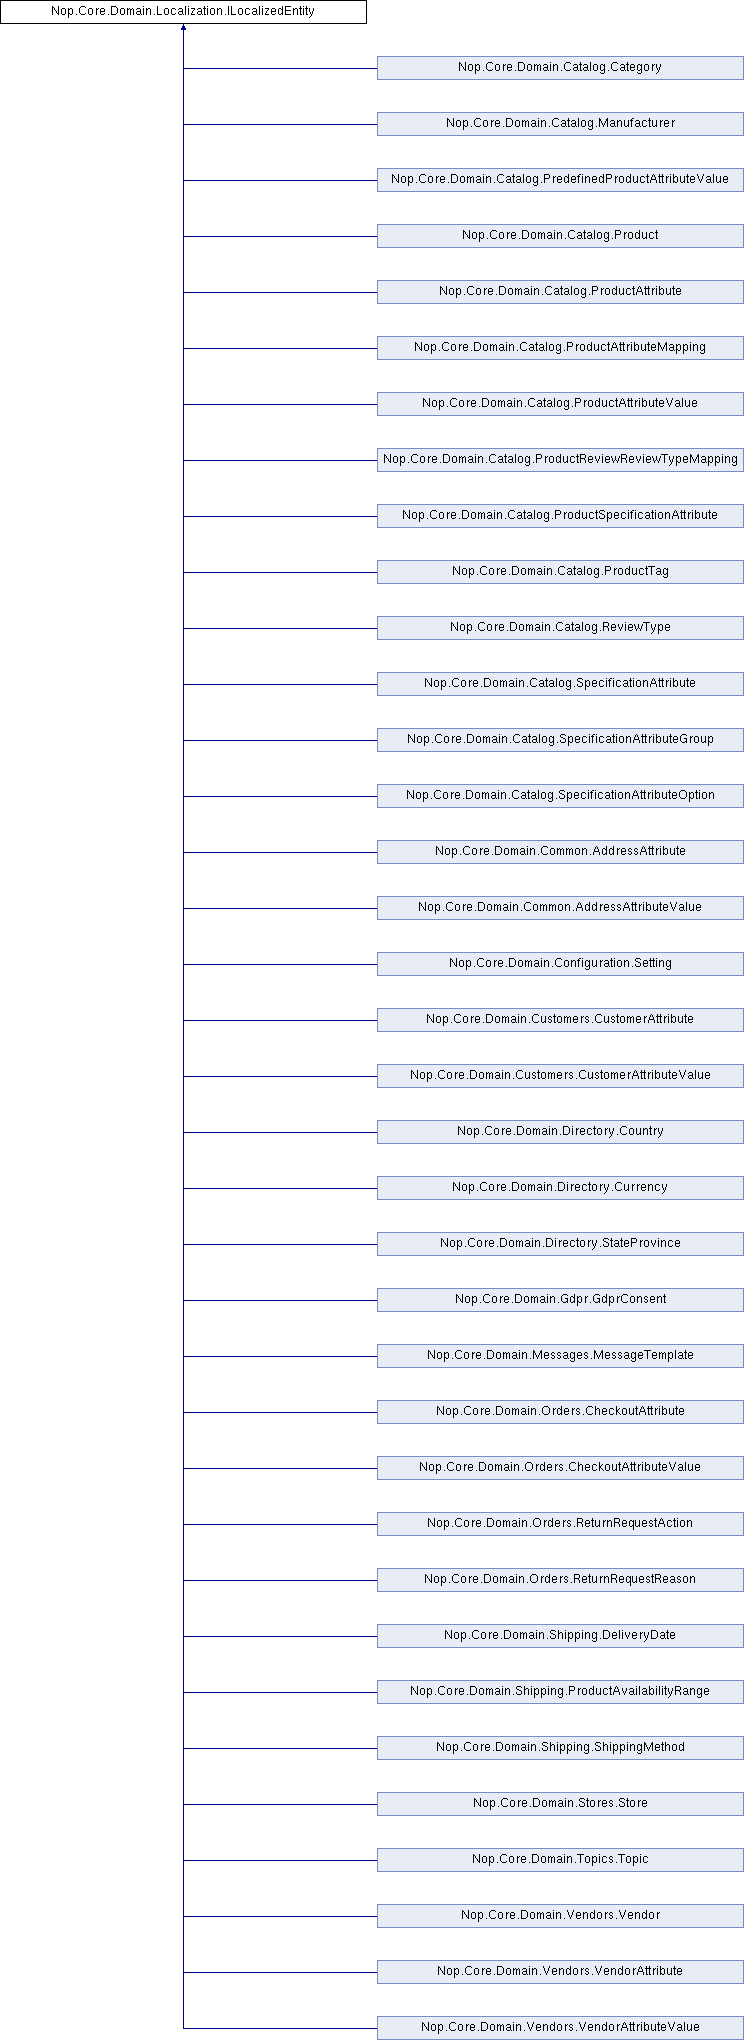 Nop.Core.Domain.Localization.ILocalizedEntity
Nop.Core.Domain.Catalog.Category
Nop.Core.Domain.Catalog.Manufacturer
Nop.Core.Domain.Catalog.PredefinedProductAttributeValue
Nop.Core.Domain.Catalog.Product
Nop.Core.Domain.Catalog.ProductAttribute
Nop.Core.Domain.Catalog.ProductAttributeMapping
Nop.Core.Domain.Catalog.ProductAttributeValue
Nop.Core.Domain.Catalog.ProductReviewReviewTypeMapping
Nop.Core.Domain.Catalog.ProductSpecificationAttribute
Nop.Core.Domain.Catalog.ProductTag
Nop.Core.Domain.Catalog.ReviewType
Nop.Core.Domain.Catalog.SpecificationAttribute
Nop.Core.Domain.Catalog.SpecificationAttributeGroup
Nop.Core.Domain.Catalog.SpecificationAttributeOption
Nop.Core.Domain.Common.AddressAttribute
Nop.Core.Domain.Common.AddressAttributeValue
Nop.Core.Domain.Configuration.Setting
Nop.Core.Domain.Customers.CustomerAttribute
Nop.Core.Domain.Customers.CustomerAttributeValue
Nop.Core.Domain.Directory.Country
Nop.Core.Domain.Directory.Currency
Nop.Core.Domain.Directory.StateProvince
Nop.Core.Domain.Gdpr.GdprConsent
Nop.Core.Domain.Messages.MessageTemplate
Nop.Core.Domain.Orders.CheckoutAttribute
Nop.Core.Domain.Orders.CheckoutAttributeValue
Nop.Core.Domain.Orders.ReturnRequestAction
Nop.Core.Domain.Orders.ReturnRequestReason
Nop.Core.Domain.Shipping.DeliveryDate
Nop.Core.Domain.Shipping.ProductAvailabilityRange
Nop.Core.Domain.Shipping.ShippingMethod
Nop.Core.Domain.Stores.Store
Nop.Core.Domain.Topics.Topic
Nop.Core.Domain.Vendors.Vendor
Nop.Core.Domain.Vendors.VendorAttribute
Nop.Core.Domain.Vendors.VendorAttributeValue